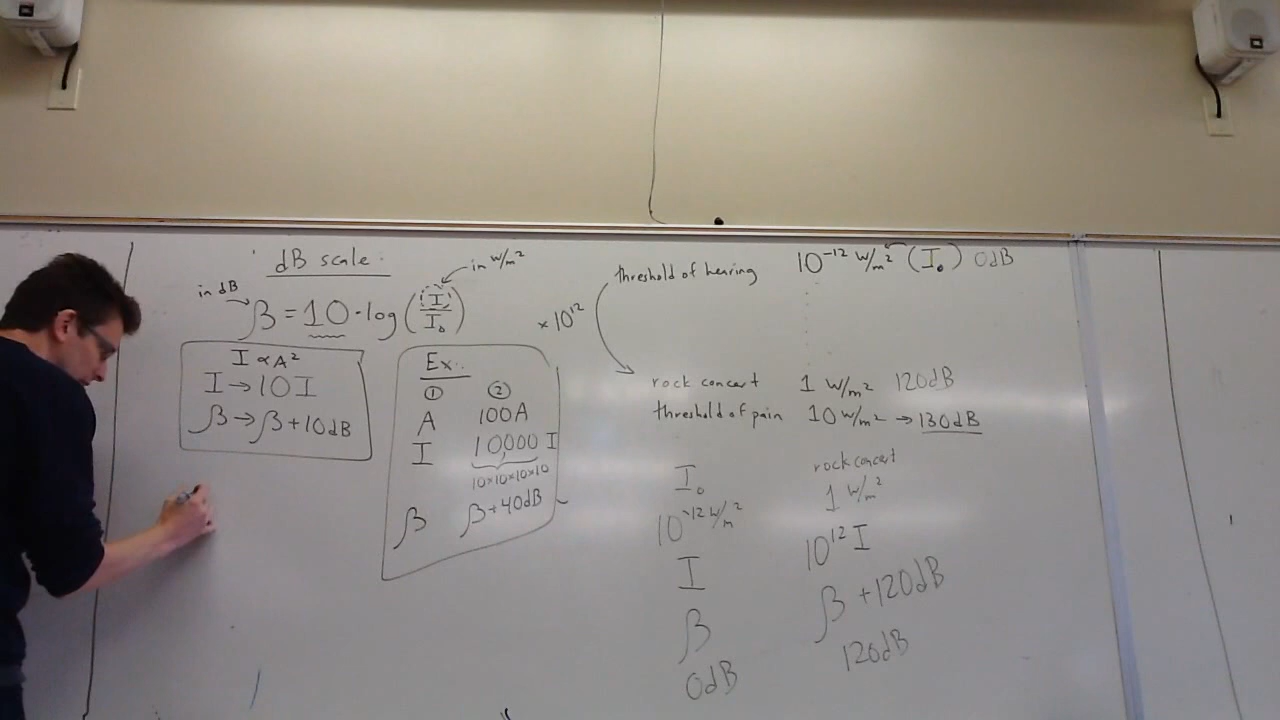 dB scale:
in W/m²
in dB
β = 10 · log(I/I₀)
I ∝ A²
I → 10 I
β → β + 10 dB
Ex.:
① ②
A 100A
I 10,000 I
10×10×10×10
β β + 40dB
threshold of hearing 10⁻¹² W/m² (I₀) 0dB
× 10¹²
rock concert 1 W/m² 120dB
threshold of pain 10 W/m² → 130dB
I₀ rock concert
10⁻¹² W/m² 1 W/m²
I 10¹² I
β β + 120dB
0dB 120dB